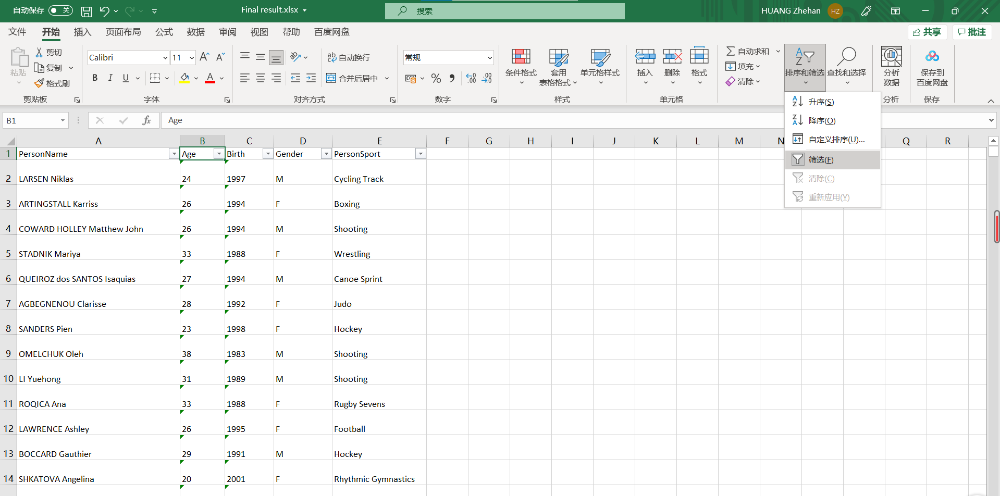 自动保存 关 Final result.xlsx 搜索 HUANG Zhehan HZ
文件 开始 插入 页面布局 公式 数据 审阅 视图 帮助 百度网盘 共享 批注
粘贴 剪切 复制 格式刷 剪贴板
Calibri 11 B I U A 字体
自动换行 合并后居中 对齐方式
常规 % 数字
条件格式 套用 表格格式 单元格样式 样式
插入 删除 格式 单元格
自动求和 填充 清除 排序和筛选 查找和选择
分析 数据 分析
保存到 百度网盘 保存
升序(S)
降序(O)
自定义排序(U)...
筛选(F)
清除(C)
重新应用(Y)
B1 fx Age
A B C D E F G H I J K L M N Q R
1 PersonName Age Birth Gender PersonSport
2 LARSEN Niklas 24 1997 M Cycling Track
3 ARTINGSTALL Karriss 26 1994 F Boxing
4 COWARD HOLLEY Matthew John 26 1994 M Shooting
5 STADNIK Mariya 33 1988 F Wrestling
6 QUEIROZ dos SANTOS Isaquias 27 1994 M Canoe Sprint
7 AGBEGNENOU Clarisse 28 1992 F Judo
8 SANDERS Pien 23 1998 F Hockey
9 OMELCHUK Oleh 38 1983 M Shooting
10 LI Yuehong 31 1989 M Shooting
11 ROQICA Ana 33 1988 F Rugby Sevens
12 LAWRENCE Ashley 26 1995 F Football
13 BOCCARD Gauthier 29 1991 M Hockey
14 SHKATOVA Angelina 20 2001 F Rhythmic Gymnastics